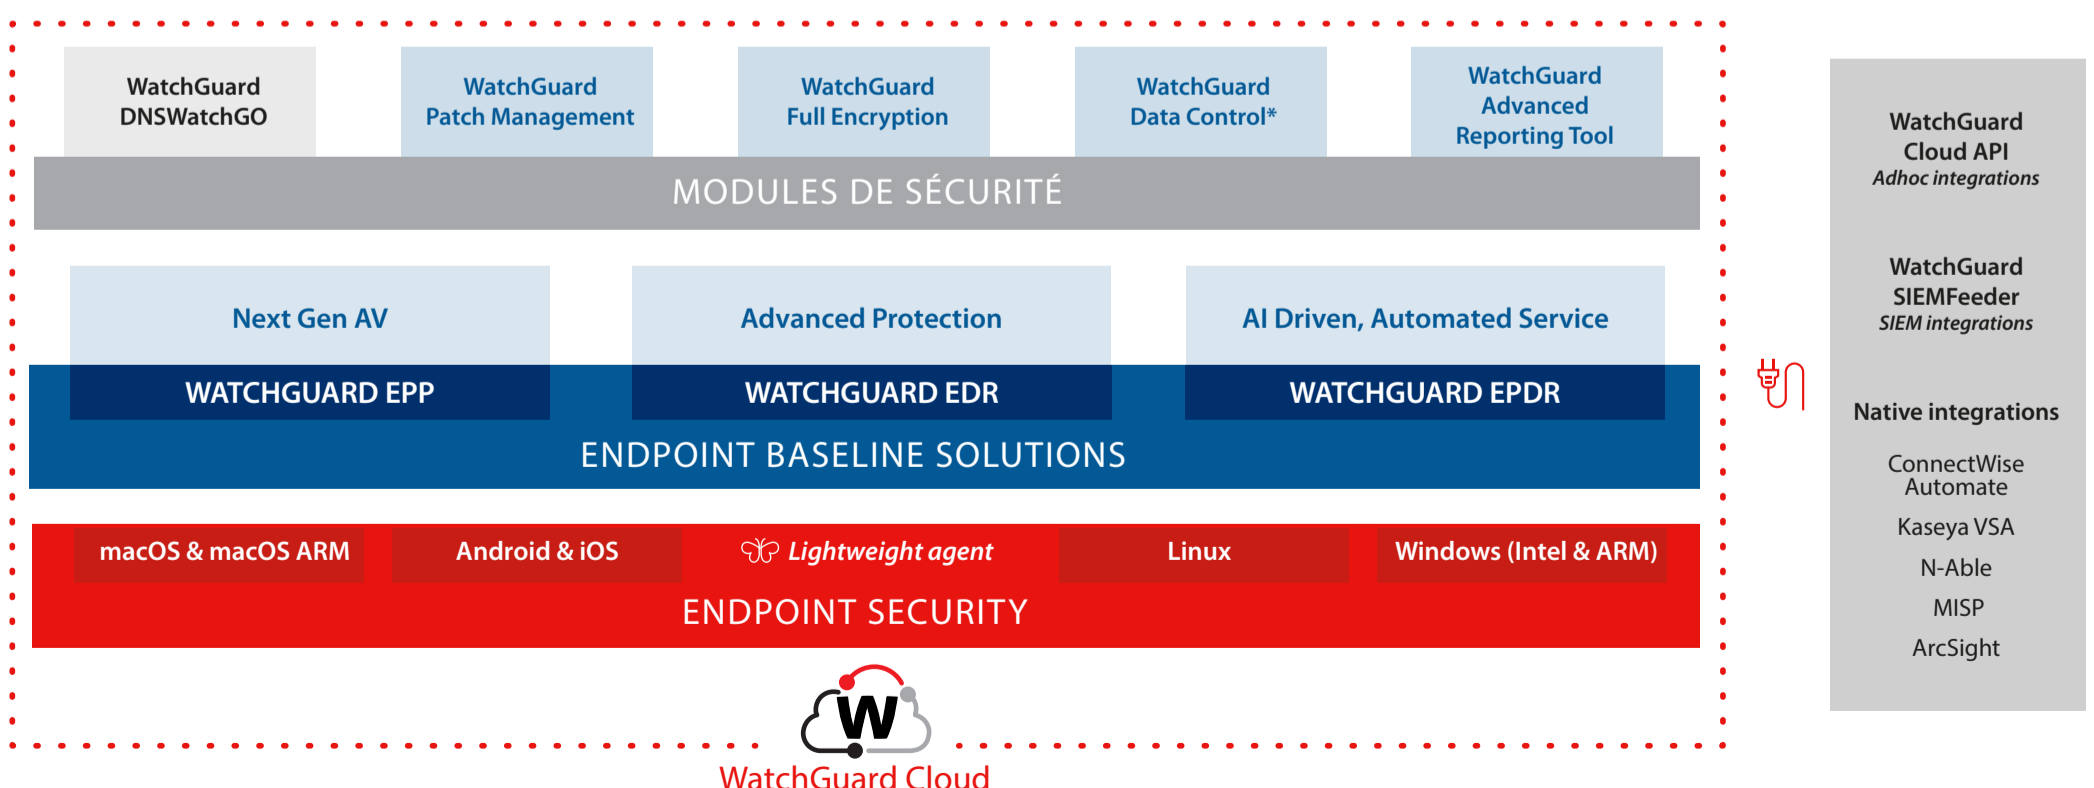 WatchGuard
DNSWatchGO
WatchGuard
Patch Management
WatchGuard
Full Encryption
WatchGuard
Data Control*
WatchGuard
Advanced
Reporting Tool
MODULES DE SÉCURITÉ
Next Gen AV
Advanced Protection
AI Driven, Automated Service
WATCHGUARD EPP
WATCHGUARD EDR
WATCHGUARD EPDR
ENDPOINT BASELINE SOLUTIONS
macOS & macOS ARM
Android & iOS
Lightweight agent
Linux
Windows (Intel & ARM)
ENDPOINT SECURITY
W
WatchGuard Cloud
WatchGuard
Cloud API
Adhoc integrations
WatchGuard
SIEMFeeder
SIEM integrations
Native integrations
ConnectWise
Automate
Kaseya VSA
N-Able
MISP
ArcSight